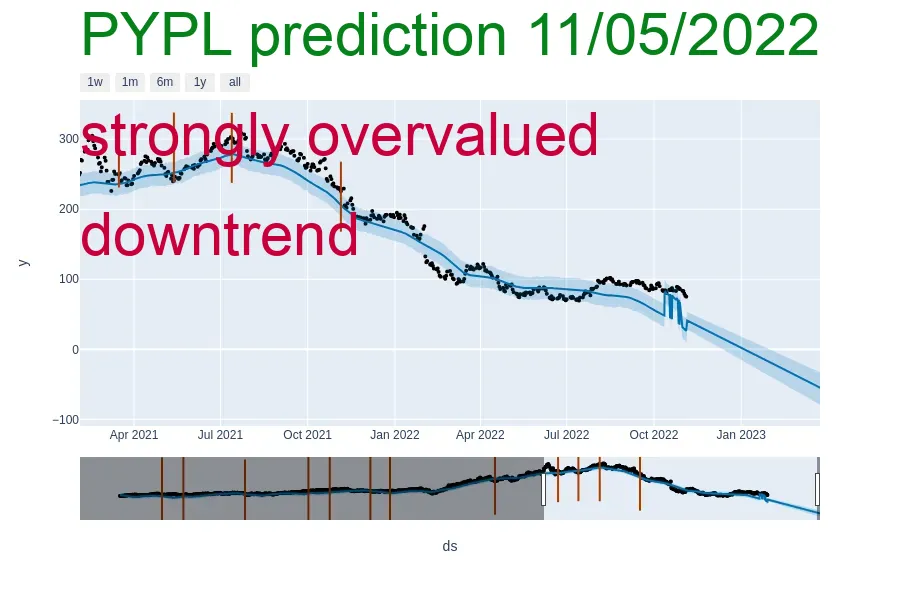 PYPL prediction 11/05/2022
1w 1m 6m 1y all
strongly overvalued
downtrend
300
200
100
0
−100
y
Apr 2021 Jul 2021 Oct 2021 Jan 2022 Apr 2022 Jul 2022 Oct 2022 Jan 2023
ds